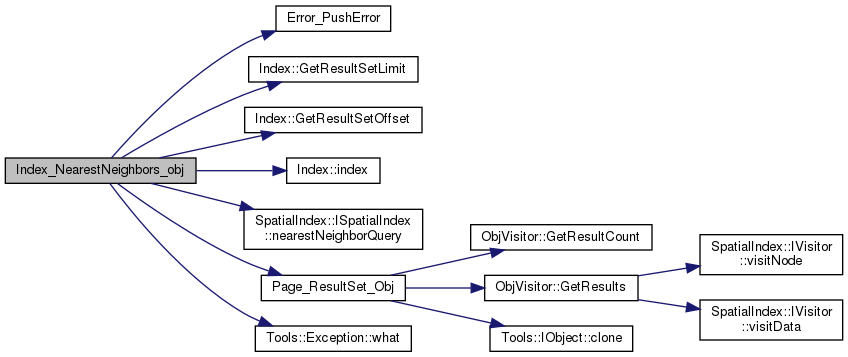 Error_PushError
Index::GetResultSetLimit
Index::GetResultSetOffset
Index_NearestNeighbors_obj
Index::index
SpatialIndex::ISpatialIndex
::nearestNeighborQuery
ObjVisitor::GetResultCount
SpatialIndex::IVisitor
::visitNode
Page_ResultSet_Obj
ObjVisitor::GetResults
SpatialIndex::IVisitor
::visitData
Tools::Exception::what
Tools::IObject::clone